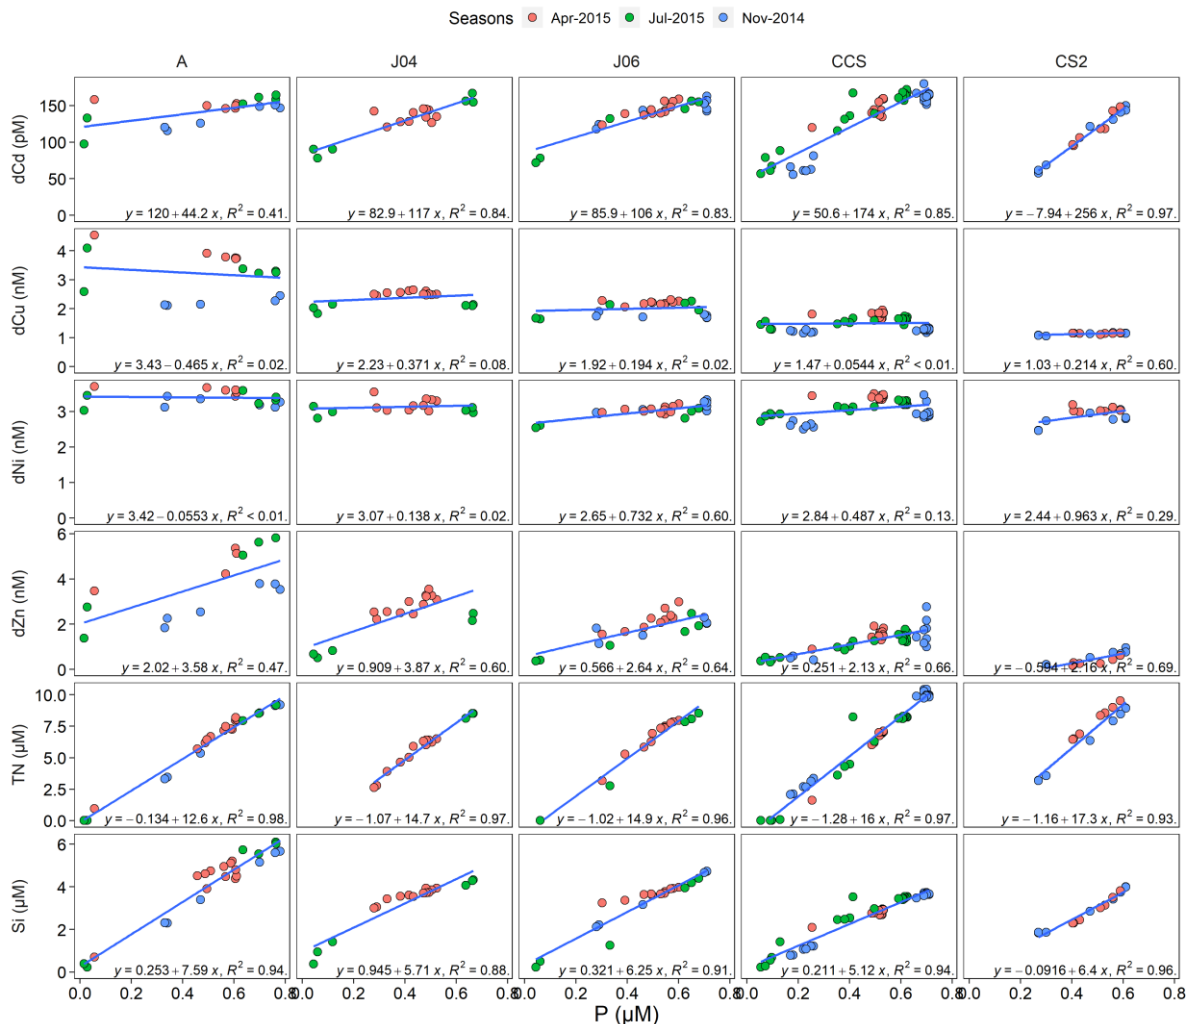 Seasons Apr-2015 Jul-2015 Nov-2014
A J04 J06 CCS CS2
dCd (pM)
150
100
50
0
y = 120 + 44.2 x, R² = 0.41.
y = 82.9 + 117 x, R² = 0.84.
y = 85.9 + 106 x, R² = 0.83.
y = 50.6 + 174 x, R² = 0.85.
y = −7.94 + 256 x, R² = 0.97.
dCu (nM)
4
3
2
1
0
y = 3.43 − 0.465 x, R² = 0.02.
y = 2.23 + 0.371 x, R² = 0.08.
y = 1.92 + 0.194 x, R² = 0.02.
y = 1.47 + 0.0544 x, R² < 0.01.
y = 1.03 + 0.214 x, R² = 0.60.
dNi (nM)
3
2
1
0
y = 3.42 − 0.0553 x, R² < 0.01.
y = 3.07 + 0.138 x, R² = 0.02.
y = 2.65 + 0.732 x, R² = 0.60.
y = 2.84 + 0.487 x, R² = 0.13.
y = 2.44 + 0.963 x, R² = 0.29.
dZn (nM)
6
4
2
0
y = 2.02 + 3.58 x, R² = 0.47.
y = 0.909 + 3.87 x, R² = 0.60.
y = 0.566 + 2.64 x, R² = 0.64.
y = 0.251 + 2.13 x, R² = 0.66.
y = −0.594 + 2.16 x, R² = 0.69.
TN (μM)
10.0
7.5
5.0
2.5
0.0
y = −0.134 + 12.6 x, R² = 0.98.
y = −1.07 + 14.7 x, R² = 0.97.
y = −1.02 + 14.9 x, R² = 0.96.
y = −1.28 + 16 x, R² = 0.97.
y = −1.16 + 17.3 x, R² = 0.93.
Si (μM)
6
4
2
0
y = 0.253 + 7.59 x, R² = 0.94.
y = 0.945 + 5.71 x, R² = 0.88.
y = 0.321 + 6.25 x, R² = 0.91.
y = 0.211 + 5.12 x, R² = 0.94.
y = −0.0916 + 6.4 x, R² = 0.96.
0.0 0.2 0.4 0.6 0.8 0.0 0.2 0.4 0.6 0.8 0.0 0.2 0.4 0.6 0.8 0.0 0.2 0.4 0.6 0.8 0.0 0.2 0.4 0.6 0.8
P (μM)